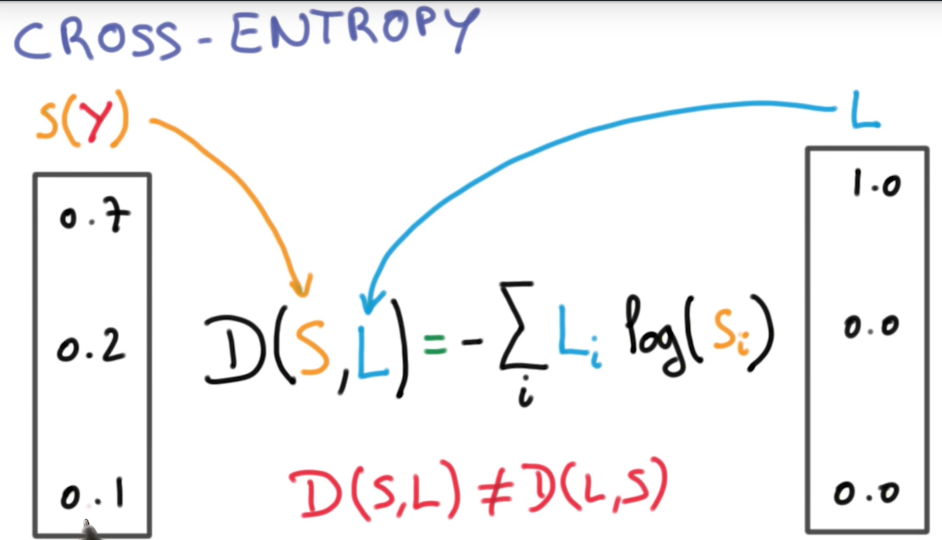 CROSS-ENTROPY
S(Y)
L
0.7
0.2
0.1
D(S,L) = - ∑i Li log(Si)
D(S,L) ≠ D(L,S)
1.0
0.0
0.0